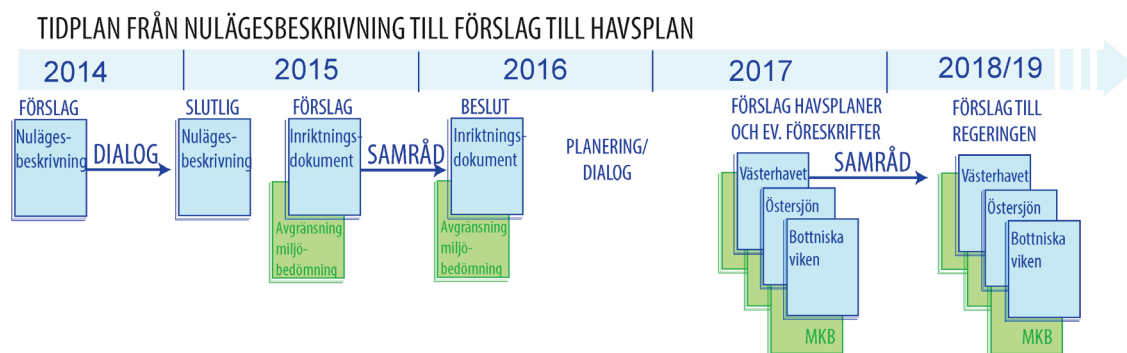 TIDPLAN FRÅN NULÄGESBESKRIVNING TILL FÖRSLAG TILL HAVSPLAN
2014
2015
2016
2017
2018/19
FÖRSLAG
Nuläges-
beskrivning
DIALOG
SLUTLIG
Nuläges-
beskrivning
FÖRSLAG
Inriktnings-
dokument
Avgränsning
miljö-
bedömning
SAMRÅD
BESLUT
Inriktnings-
dokument
Avgränsning
miljö-
bedömning
PLANERING/
DIALOG
FÖRSLAG HAVSPLANER
OCH EV. FÖRESKRIFTER
Västerhavet
Östersjön
Bottniska
viken
MKB
SAMRÅD
FÖRSLAG TILL
REGERINGEN
Västerhavet
Östersjön
Bottniska
viken
MKB